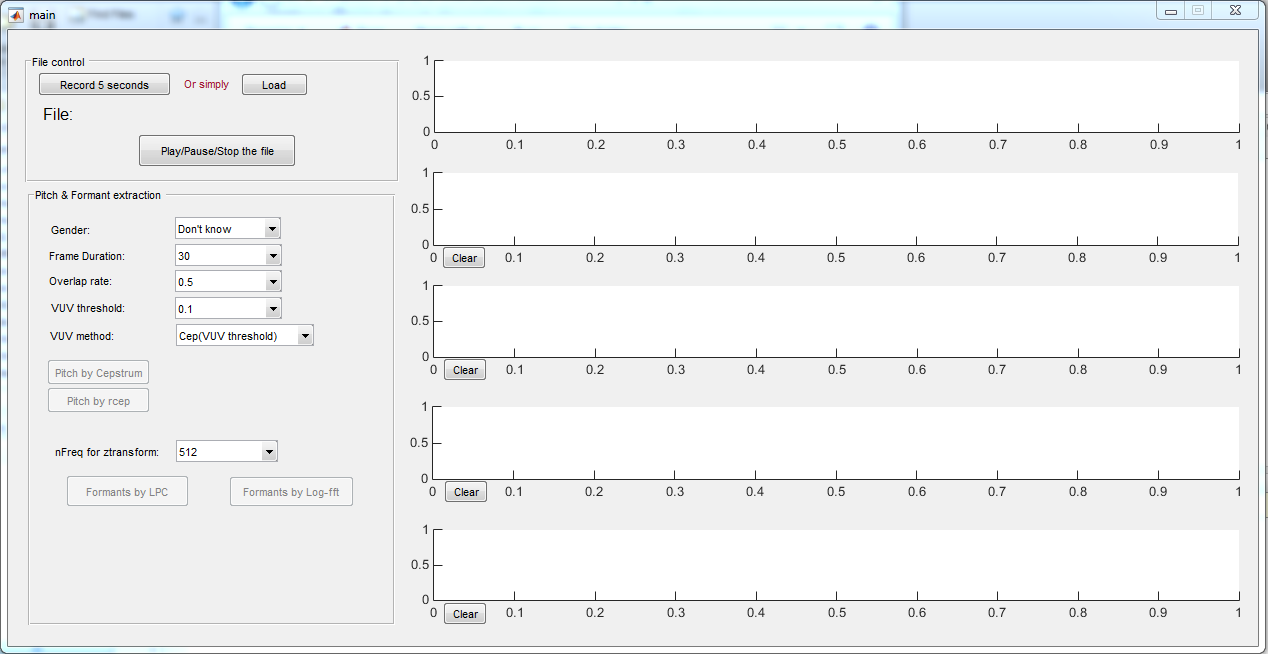 main
File control
Record 5 seconds Or simply Load
File:
Play/Pause/Stop the file
Pitch & Formant extraction
Gender: Don't know
Frame Duration: 30
Overlap rate: 0.5
VUV threshold: 0.1
VUV method: Cep(VUV threshold)
Pitch by Cepstrum
Pitch by rcep
nFreq for ztransform: 512
Formants by LPC Formants by Log-fft
1
0.5
0
0 0.1 0.2 0.3 0.4 0.5 0.6 0.7 0.8 0.9 1
1
0.5
0
0 Clear 0.1 0.2 0.3 0.4 0.5 0.6 0.7 0.8 0.9 1
1
0.5
0
0 Clear 0.1 0.2 0.3 0.4 0.5 0.6 0.7 0.8 0.9 1
1
0.5
0
0 Clear 0.1 0.2 0.3 0.4 0.5 0.6 0.7 0.8 0.9 1
1
0.5
0
0 Clear 0.1 0.2 0.3 0.4 0.5 0.6 0.7 0.8 0.9 1